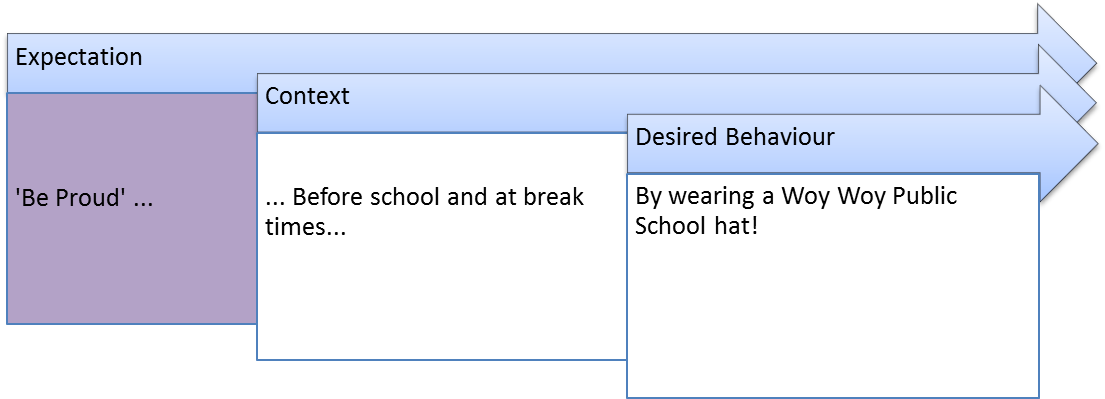 Expectation
'Be Proud' ...
Context
... Before school and at break
times...
Desired Behaviour
By wearing a Woy Woy Public
School hat!